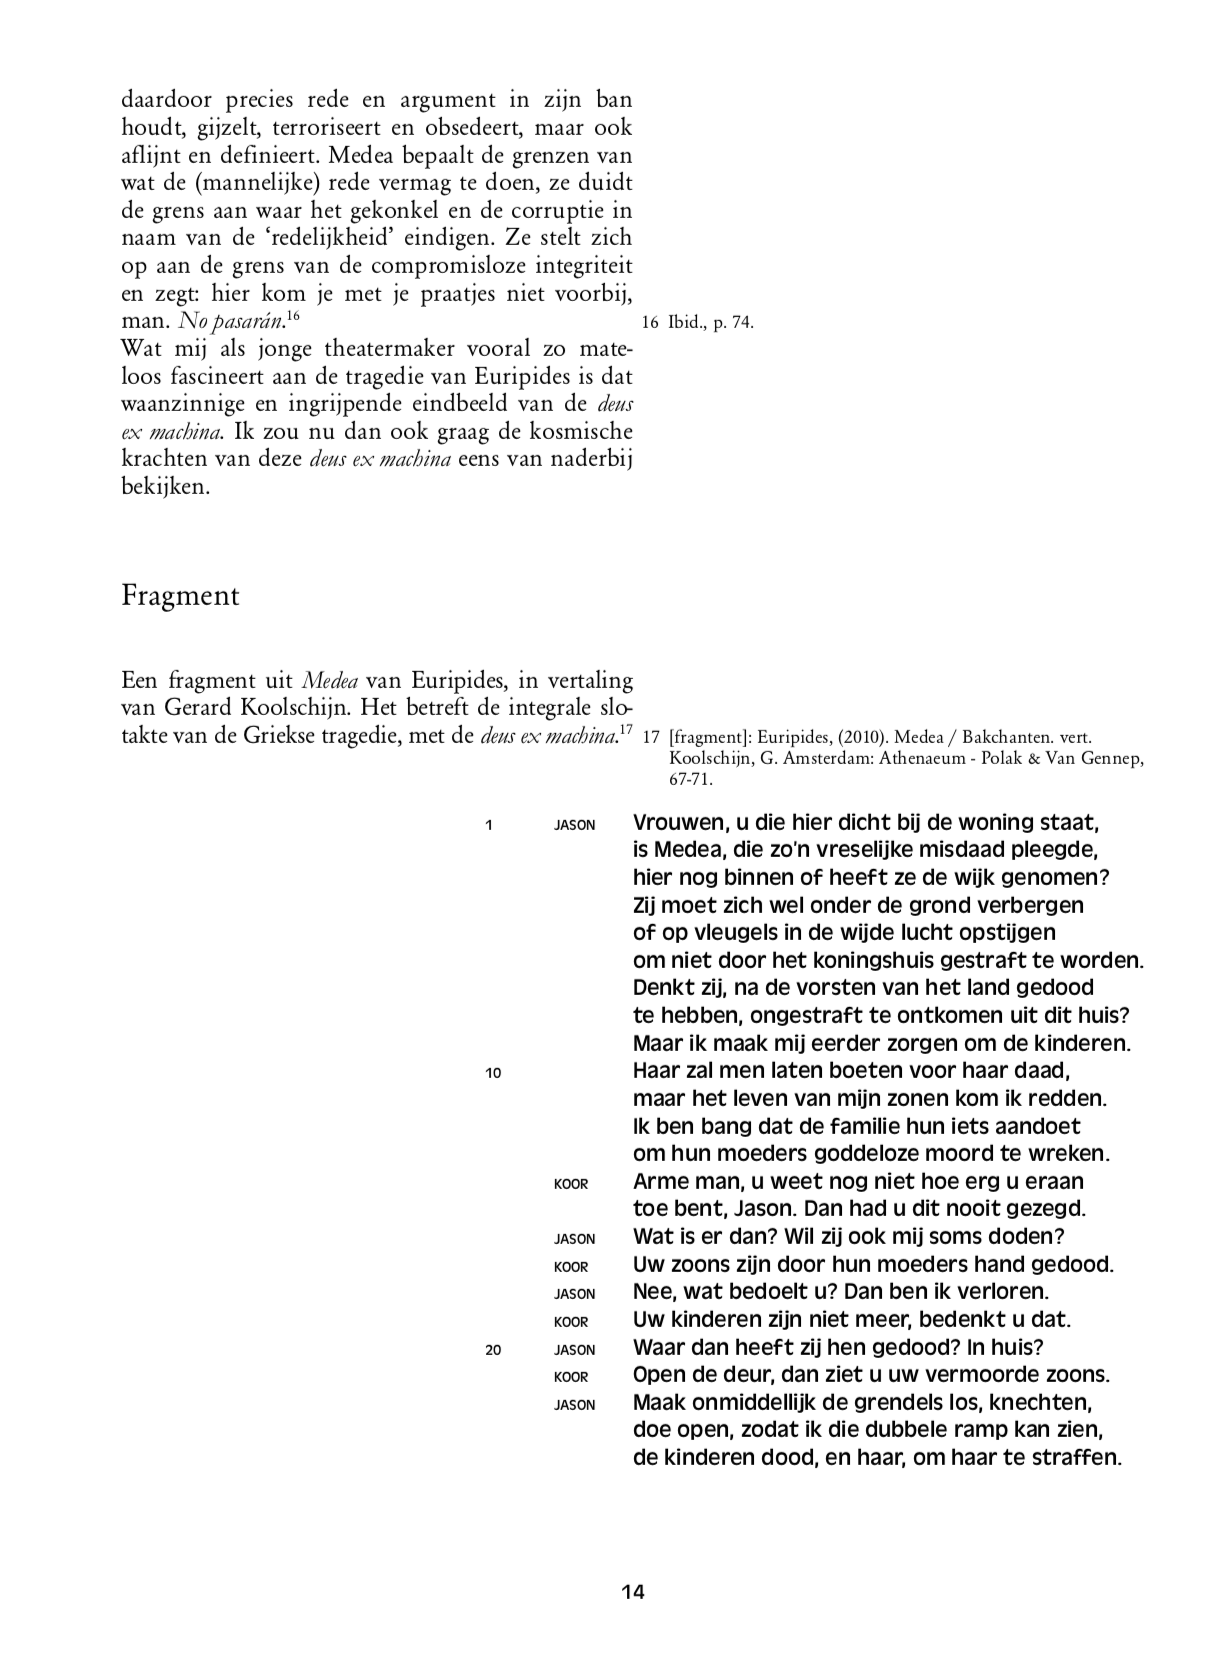 daardoor precies rede en argument in zijn ban
houdt, gijzelt, terroriseert en obsedeert, maar ook
aflijnt en definieert. Medea bepaalt de grenzen van
wat de (mannelijke) rede vermag te doen, ze duidt
de grens aan waar het gekonkel en de corruptie in
naam van de ‘redelijkheid’ eindigen. Ze stelt zich
op aan de grens van de compromisloze integriteit
en zegt: hier kom je met je praatjes niet voorbij,
man. No pasarán.16
16 Ibid., p. 74.
Wat mij als jonge theatermaker vooral zo mate-
loos fascineert aan de tragedie van Euripides is dat
waanzinnige en ingrijpende eindbeeld van de deus
ex machina. Ik zou nu dan ook graag de kosmische
krachten van deze deus ex machina eens van naderbij
bekijken.
Fragment
Een fragment uit Medea van Euripides, in vertaling
van Gerard Koolschijn. Het betreft de integrale slo-
takte van de Griekse tragedie, met de deus ex machina.17
17 [fragment]: Euripides, (2010). Medea / Bakchanten. vert.
Koolschijn, G. Amsterdam: Athenaeum - Polak & Van Gennep,
67-71.
1 JASON Vrouwen, u die hier dicht bij de woning staat,
is Medea, die zo'n vreselijke misdaad pleegde,
hier nog binnen of heeft ze de wijk genomen?
Zij moet zich wel onder de grond verbergen
of op vleugels in de wijde lucht opstijgen
om niet door het koningshuis gestraft te worden.
Denkt zij, na de vorsten van het land gedood
te hebben, ongestraft te ontkomen uit dit huis?
Maar ik maak mij eerder zorgen om de kinderen.
10 Haar zal men laten boeten voor haar daad,
maar het leven van mijn zonen kom ik redden.
Ik ben bang dat de familie hun iets aandoet
om hun moeders goddeloze moord te wreken.
KOOR Arme man, u weet nog niet hoe erg u eraan
toe bent, Jason. Dan had u dit nooit gezegd.
JASON Wat is er dan? Wil zij ook mij soms doden?
KOOR Uw zoons zijn door hun moeders hand gedood.
JASON Nee, wat bedoelt u? Dan ben ik verloren.
KOOR Uw kinderen zijn niet meer, bedenkt u dat.
20 JASON Waar dan heeft zij hen gedood? In huis?
KOOR Open de deur, dan ziet u uw vermoorde zoons.
JASON Maak onmiddellijk de grendels los, knechten,
doe open, zodat ik die dubbele ramp kan zien,
de kinderen dood, en haar, om haar te straffen.
14